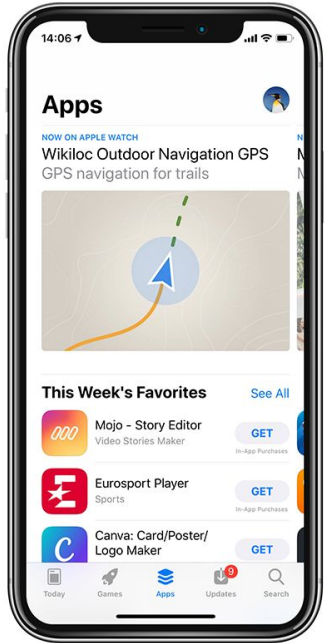 14:06
Apps
NOW ON APPLE WATCH
Wikiloc Outdoor Navigation GPS
GPS navigation for trails
This Week's Favorites
See All
Mojo - Story Editor
Video Stories Maker
GET
In-App Purchases
Eurosport Player
Sports
GET
In-App Purchases
Canva: Card/Poster/
Logo Maker
GET
9
Today
Games
Apps
Updates
Search